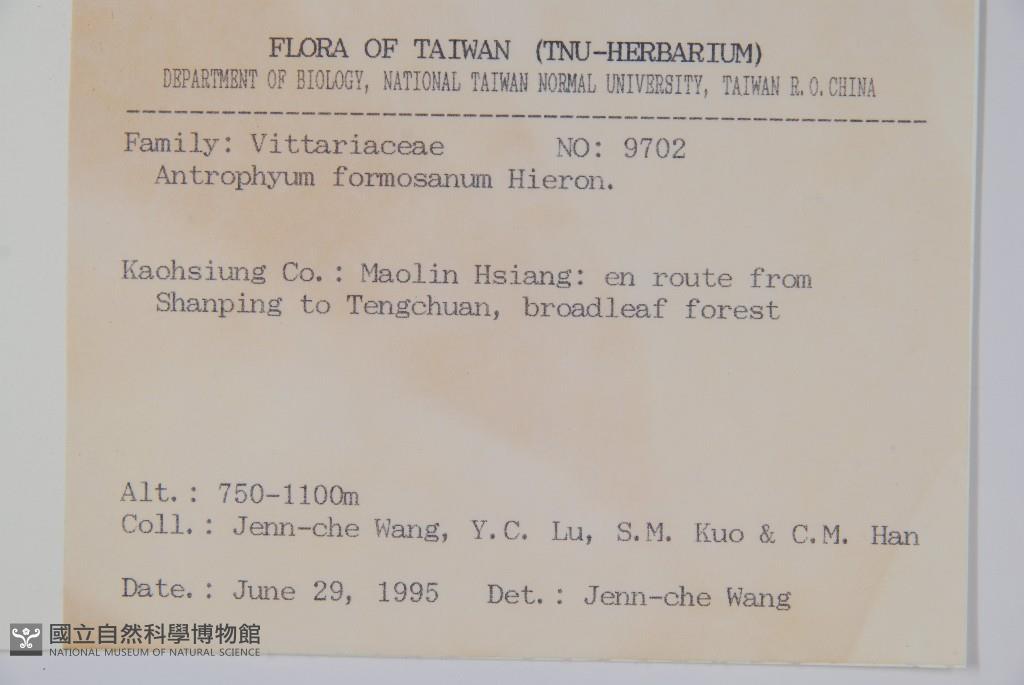 FLORA OF TAIWAN (TNU-HERBARIUM)
DEPARTMENT OF BIOLOGY, NATIONAL TAIWAN NORMAL UNIVERSITY, TAIWAN R.O.CHINA
Family: Vittariaceae NO: 9702
Antrophyum formosanum Hieron.
Kaohsiung Co.: Maolin Hsiang: en route from
Shanping to Tengchuan, broadleaf forest
Alt.: 750-1100m
Coll.: Jenn-che Wang, Y.C. Lu, S.M. Kuo & C.M. Han
Date.: June 29, 1995 Det.: Jenn-che Wang
國立自然科學博物館
NATIONAL MUSEUM OF NATURAL SCIENCE